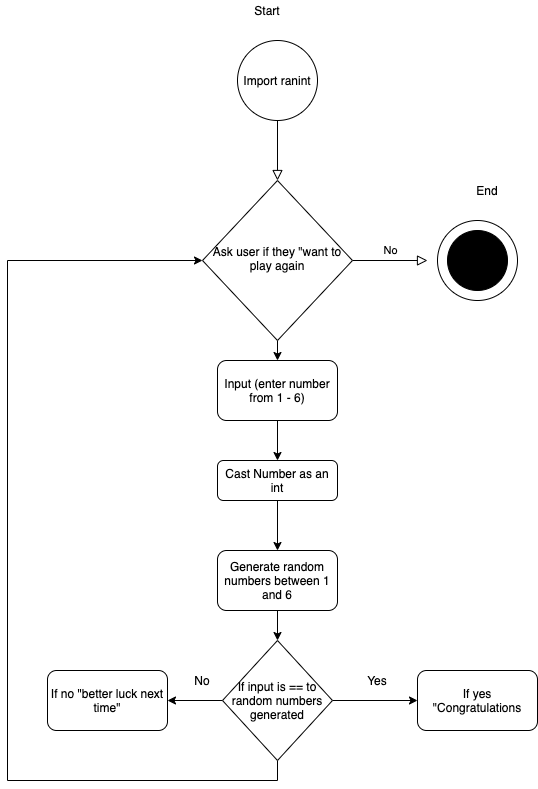 Start
Import ranint
End
Ask user if they "want to
play again
No
Input (enter number
from 1 - 6)
Cast Number as an
int
Generate random
numbers between 1
and 6
No
Yes
If no "better luck next
time"
If input is == to
random numbers
generated
If yes
"Congratulations